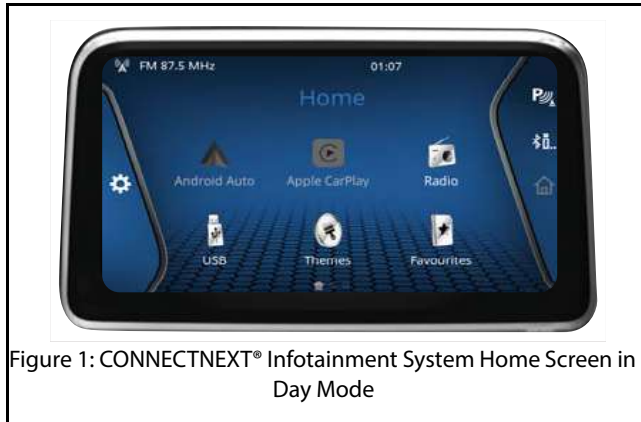 FM 87.5 MHz
01:07
Home
Android Auto
Apple CarPlay
Radio
USB
Themes
Favourites
Figure 1: CONNECTNEXT® Infotainment System Home Screen in
Day Mode